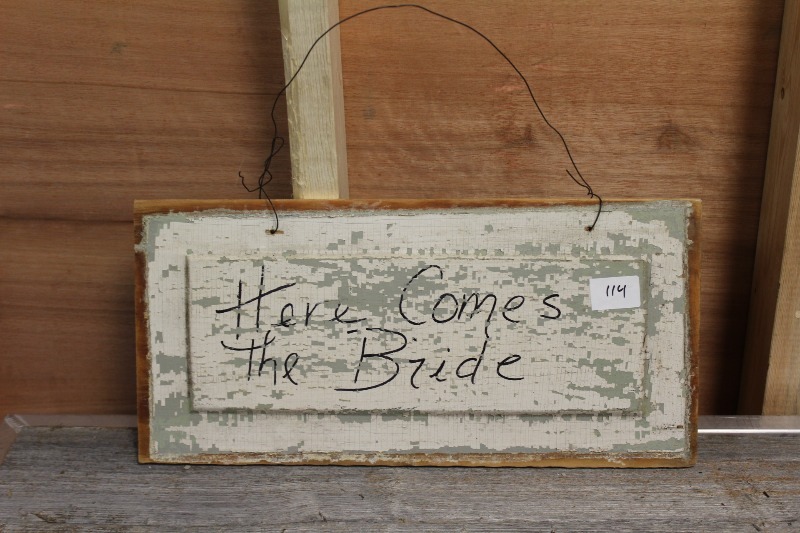 Here Comes
the Bride
114